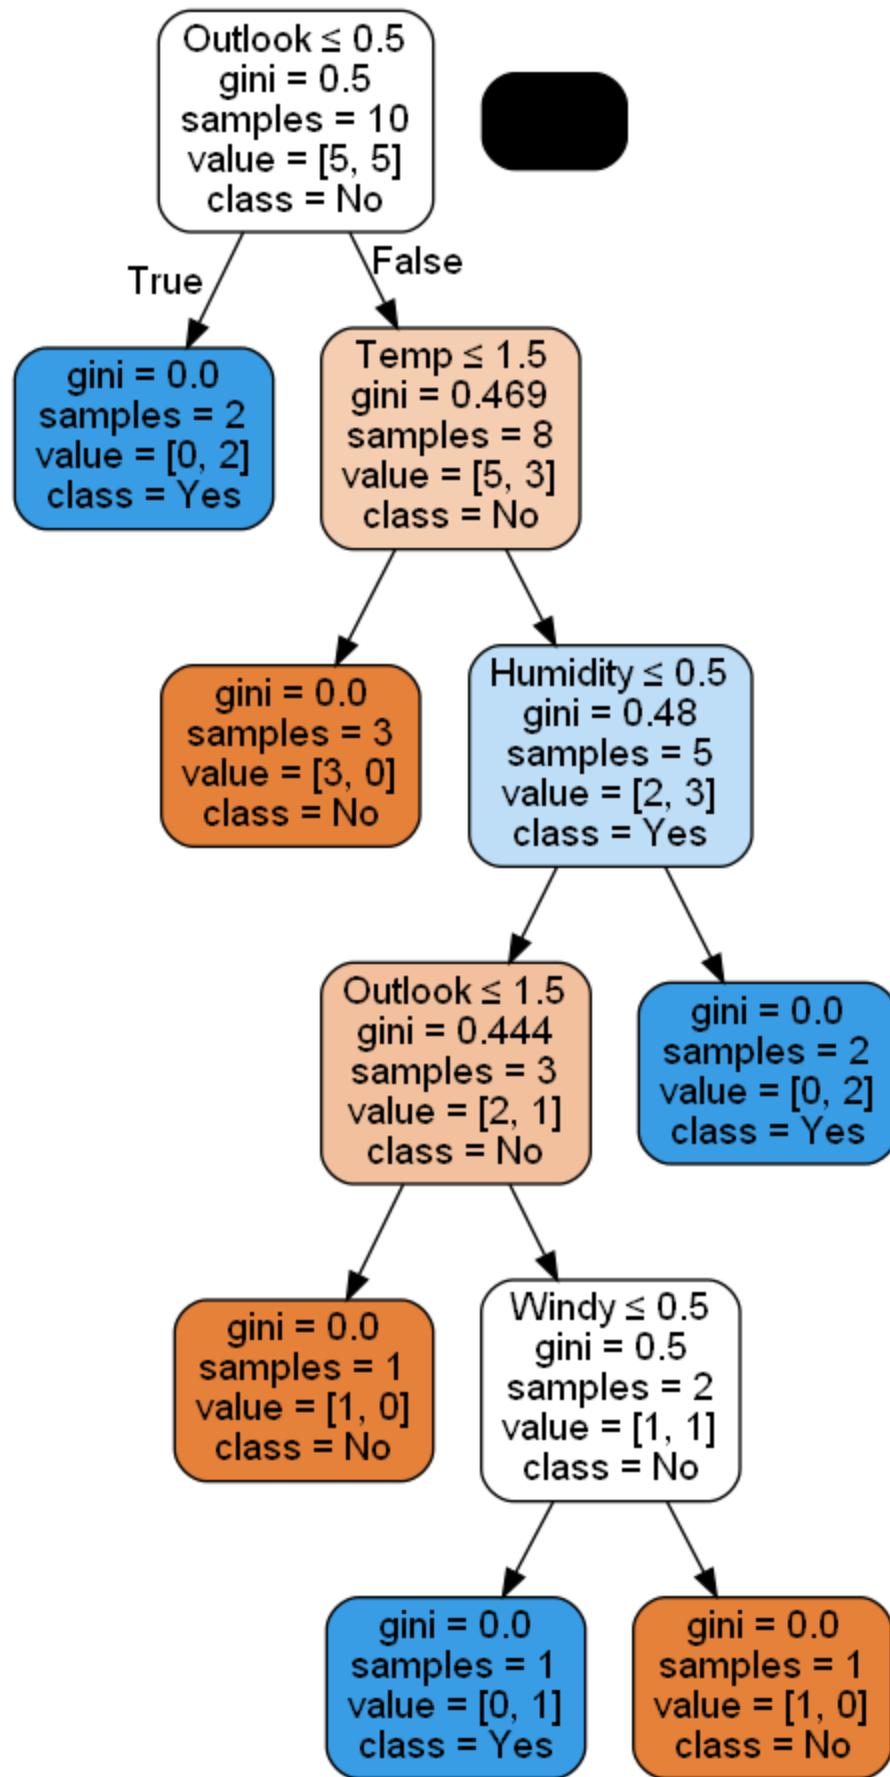 Outlook ≤ 0.5
gini = 0.5
samples = 10
value = [5, 5]
class = No
True
False
gini = 0.0
samples = 2
value = [0, 2]
class = Yes
Temp ≤ 1.5
gini = 0.469
samples = 8
value = [5, 3]
class = No
gini = 0.0
samples = 3
value = [3, 0]
class = No
Humidity ≤ 0.5
gini = 0.48
samples = 5
value = [2, 3]
class = Yes
Outlook ≤ 1.5
gini = 0.444
samples = 3
value = [2, 1]
class = No
gini = 0.0
samples = 2
value = [0, 2]
class = Yes
gini = 0.0
samples = 1
value = [1, 0]
class = No
Windy ≤ 0.5
gini = 0.5
samples = 2
value = [1, 1]
class = No
gini = 0.0
samples = 1
value = [0, 1]
class = Yes
gini = 0.0
samples = 1
value = [1, 0]
class = No